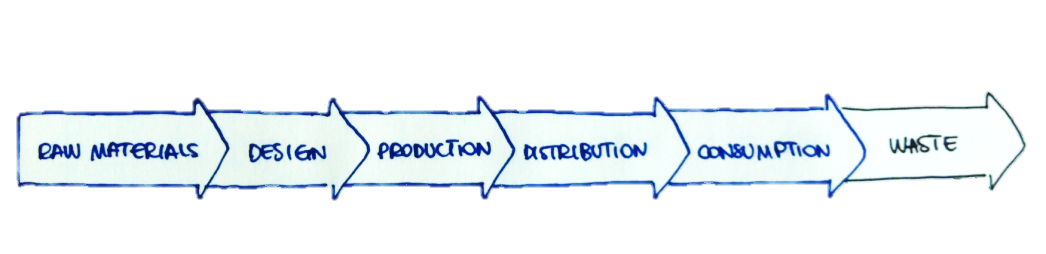 RAW MATERIALS
DESIGN
PRODUCTION
DISTRIBUTION
CONSUMPTION
WASTE